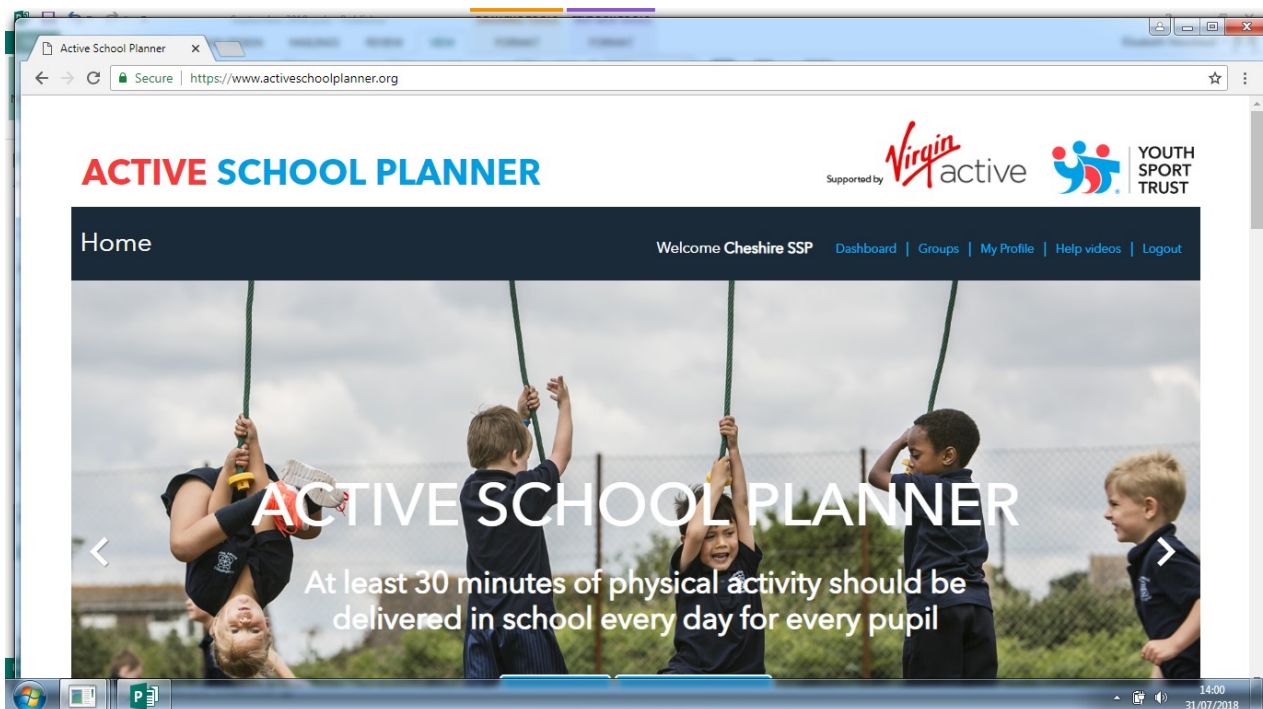 Active School Planner
Secure | https://www.activeschoolplanner.org
ACTIVE SCHOOL PLANNER
Supported by Virgin active
YOUTH
SPORT
TRUST
Home
Welcome Cheshire SSP Dashboard | Groups | My Profile | Help videos | Logout
ACTIVE SCHOOL PLANNER
At least 30 minutes of physical activity should be
delivered in school every day for every pupil
14:00
31/07/2018